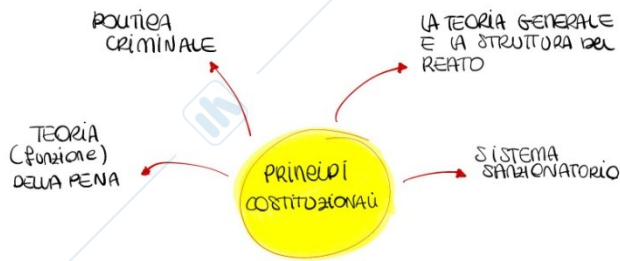 POLITICA
CRIMINALE
LA TEORIA GENERALE
E LA STRUTTURA DEL
REATO
TEORIA
(funzione)
DELLA PENA
PRINCIPI
COSTITUZIONALI
SISTEMA
SANZIONATORIO